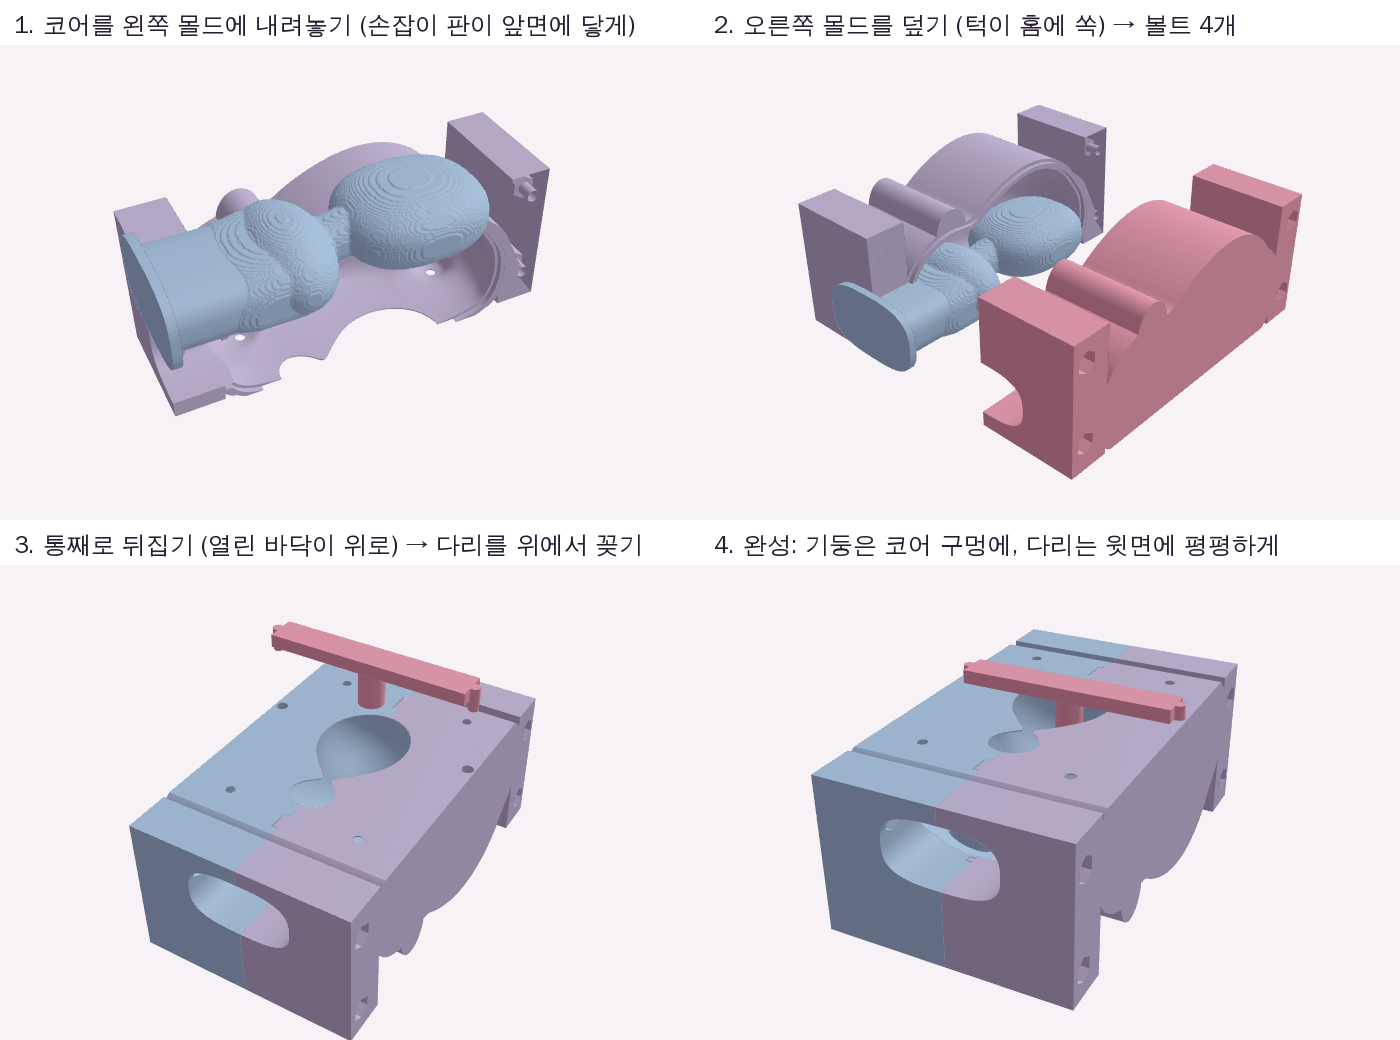 1. 코어를 왼쪽 몰드에 내려놓기 (손잡이 판이 앞면에 닿게)
2. 오른쪽 몰드를 덮기 (턱이 홈에 쏙) → 볼트 4개
3. 통째로 뒤집기 (열린 바닥이 위로) → 다리를 위에서 꽂기
4. 완성: 기둥은 코어 구멍에, 다리는 윗면에 평평하게